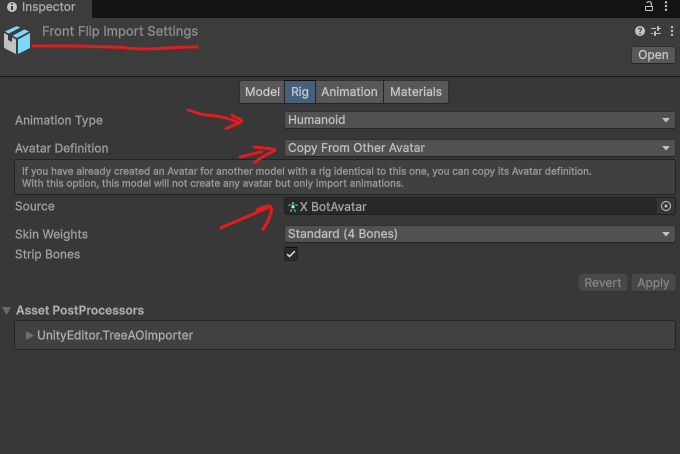 Inspector
Front Flip Import Settings
Open
Model Rig Animation Materials
Animation Type Humanoid
Avatar Definition Copy From Other Avatar
If you have already created an Avatar for another model with a rig identical to this one, you can copy its Avatar definition.
With this option, this model will not create any avatar but only import animations.
Source X BotAvatar
Skin Weights Standard (4 Bones)
Strip Bones
Revert Apply
Asset PostProcessors
UnityEditor.TreeAOImporter